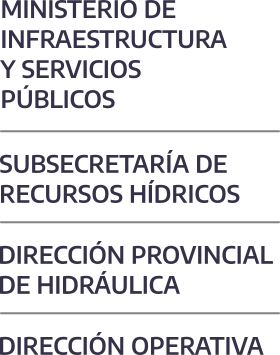 MINISTERIO DE
INFRAESTRUCTURA
Y SERVICIOS
PÚBLICOS
SUBSECRETARÍA DE
RECURSOS HÍDRICOS
DIRECCIÓN PROVINCIAL
DE HIDRÁULICA
DIRECCIÓN OPERATIVA